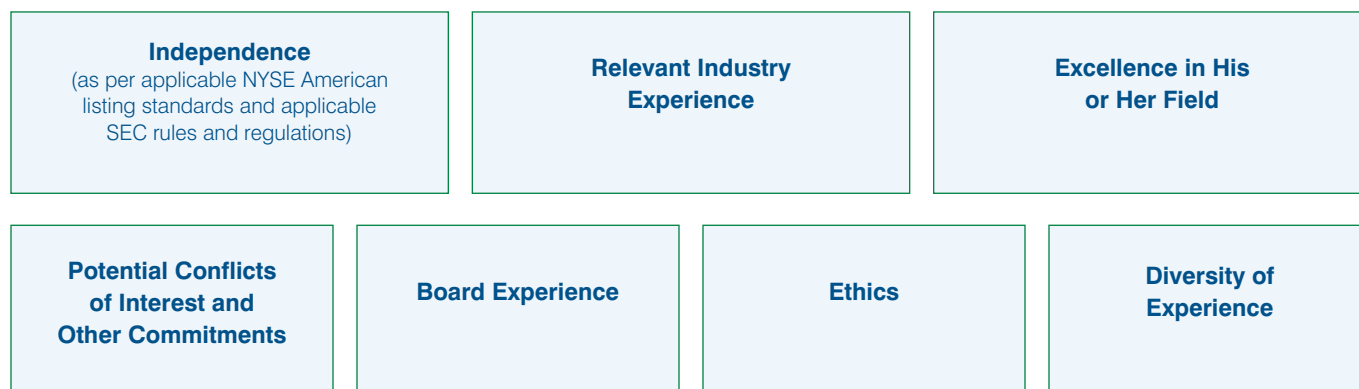 Independence
(as per applicable NYSE American
listing standards and applicable
SEC rules and regulations)
Relevant Industry
Experience
Excellence in His
or Her Field
Potential Conflicts
of Interest and
Other Commitments
Board Experience
Ethics
Diversity of
Experience